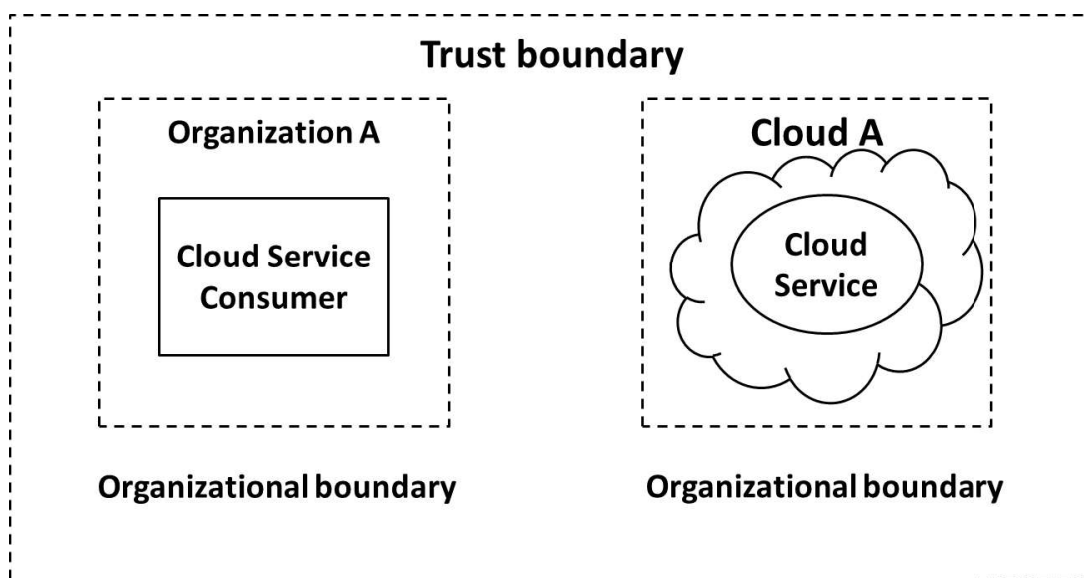 Trust boundary
Organization A
Cloud A
Cloud Service
Consumer
Cloud
Service
Organizational boundary
Organizational boundary